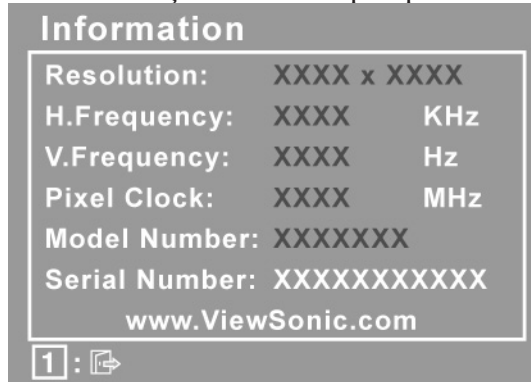 Information
Resolution: XXXX x XXXX
H.Frequency: XXXX KHz
V.Frequency: XXXX Hz
Pixel Clock: XXXX MHz
Model Number: XXXXXXX
Serial Number: XXXXXXXXXXX
www.ViewSonic.com
1 :